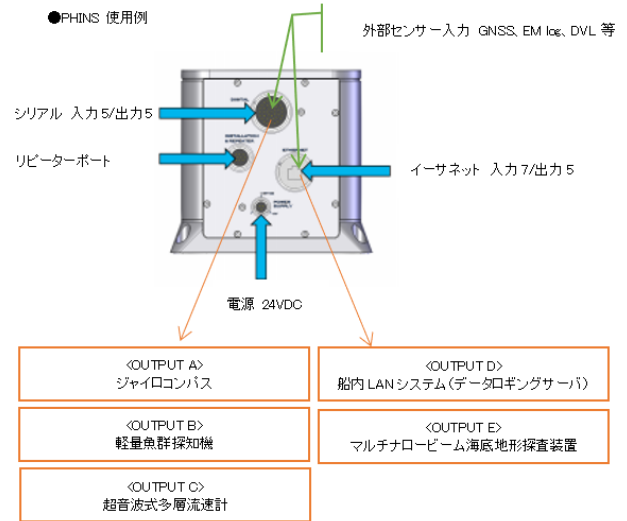 ●PHINS 使用例
外部センサー入力 GNSS、EM log、DVL 等
シリアル 入力5/出力5
DIGITAL
INSTALLATION
& REPEATER
リピーターポート
ETHERNET
イーサネット 入力7/出力5
POWER
SUPPLY
電源 24VDC
<OUTPUT A>
ジャイロコンパス
<OUTPUT D>
船内LANシステム(データロギングサーバ)
<OUTPUT B>
軽量魚群探知機
<OUTPUT E>
マルチナロービーム海底地形探査装置
<OUTPUT C>
超音波式多層流速計